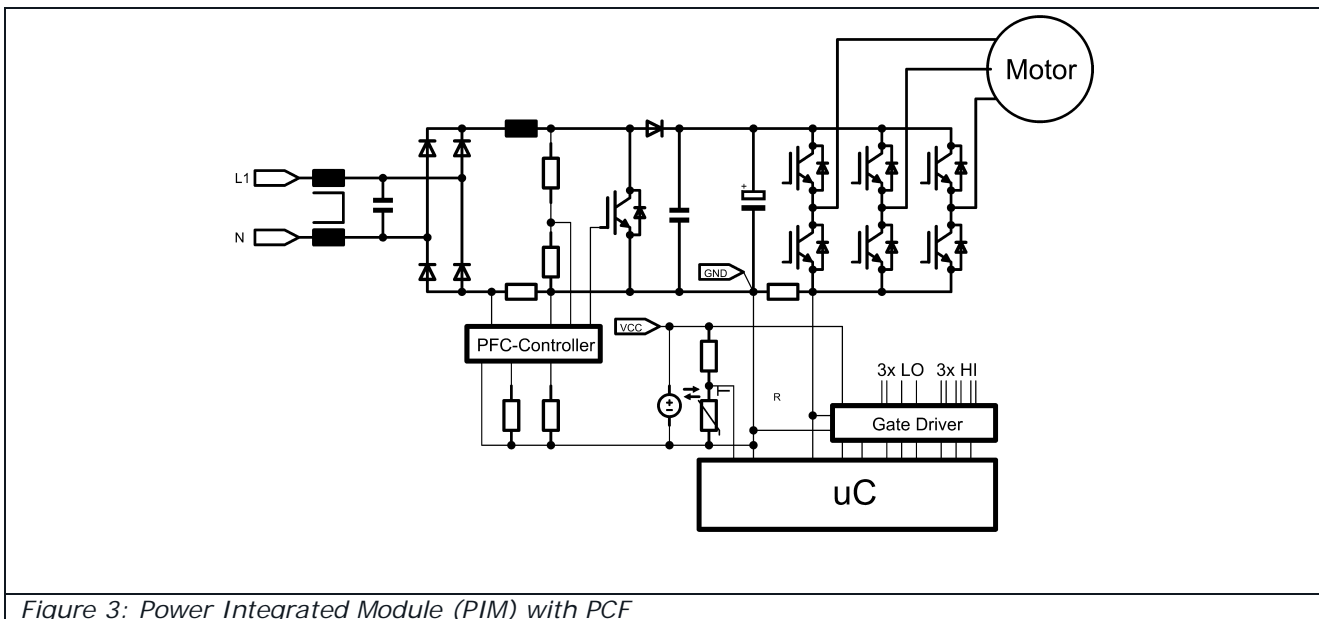 Motor
L1
N
GND
VCC
PFC-Controller
3x LO 3x HI
R
Gate Driver
T
uC
Figure 3: Power Integrated Module (PIM) with PCF